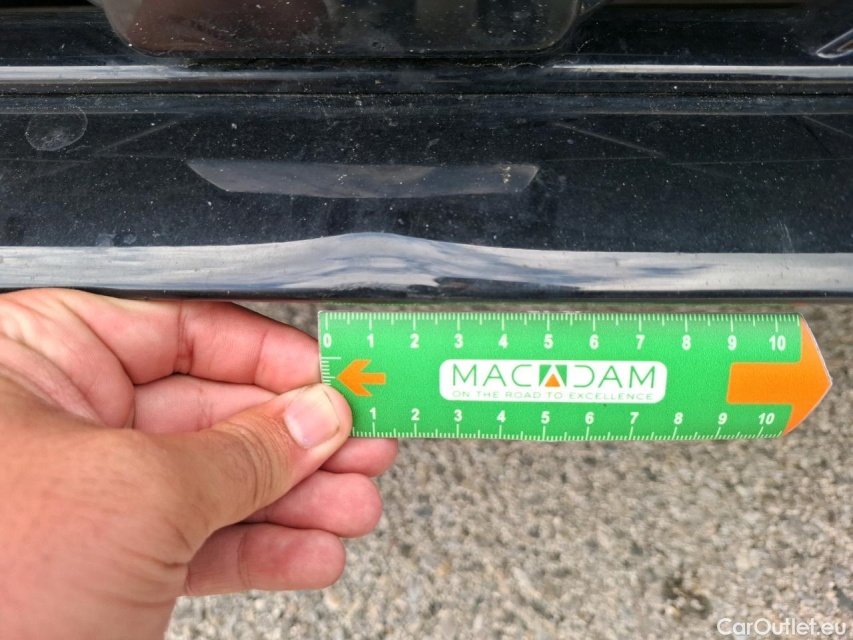 0 1 2 3 4 5 6 7 8 9 10
MACADAM
ON THE ROAD TO EXCELLENCE
1 2 3 4 5 6 7 8 9 10
CarOutlet.eu